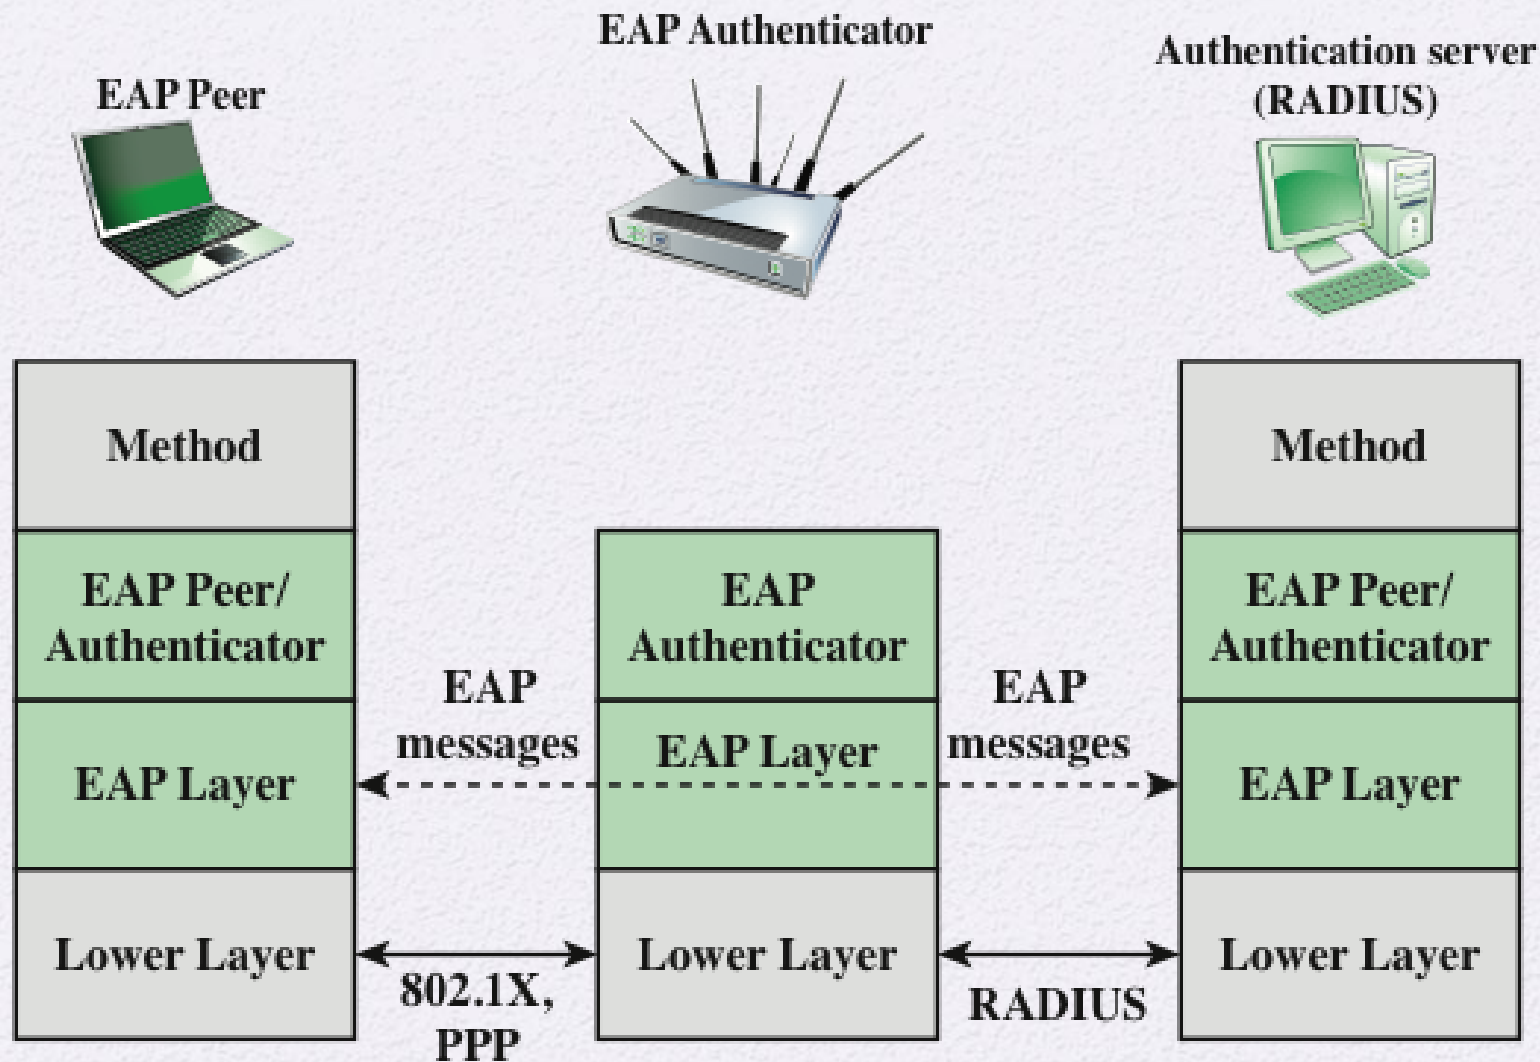 EAP Peer
EAP Authenticator
Authentication server
(RADIUS)
Method
EAP Peer/
Authenticator
EAP Layer
Lower Layer
EAP
messages
802.1X,
PPP
EAP
Authenticator
EAP Layer
Lower Layer
EAP
messages
RADIUS
Method
EAP Peer/
Authenticator
EAP Layer
Lower Layer